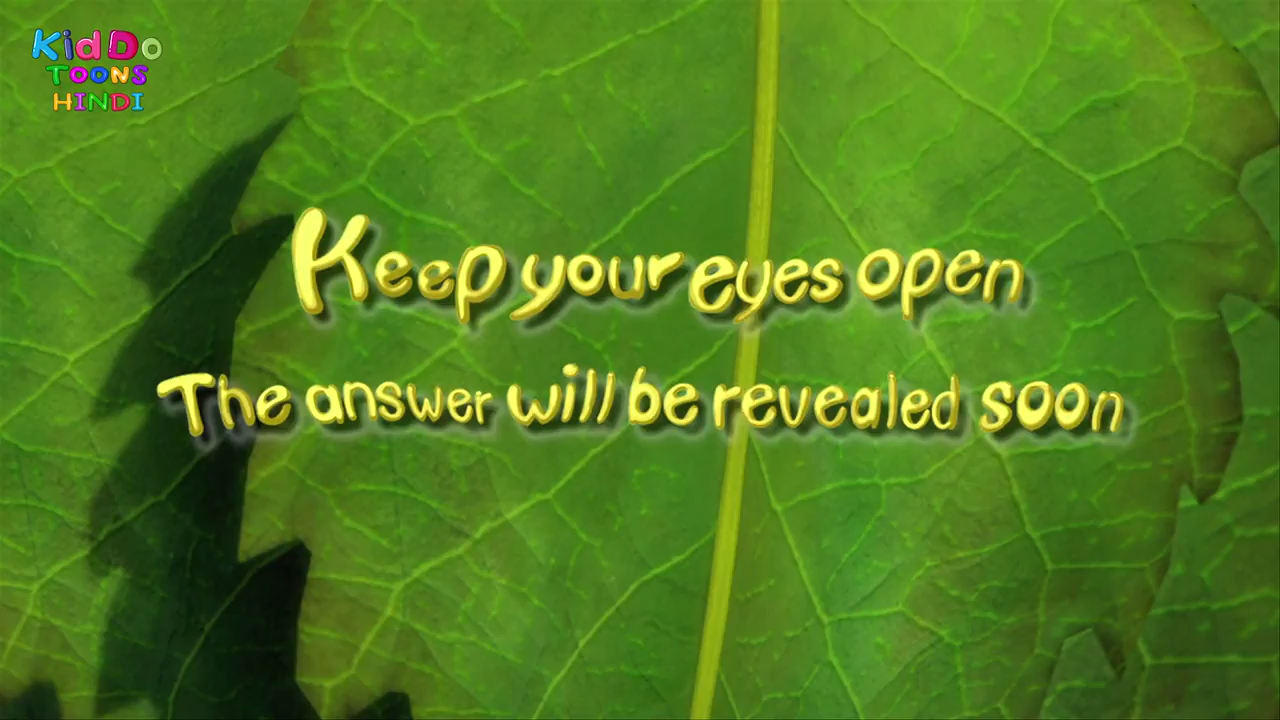 KidDo
TOONS
HINDI
Keep your eyes open
The answer will be revealed soon